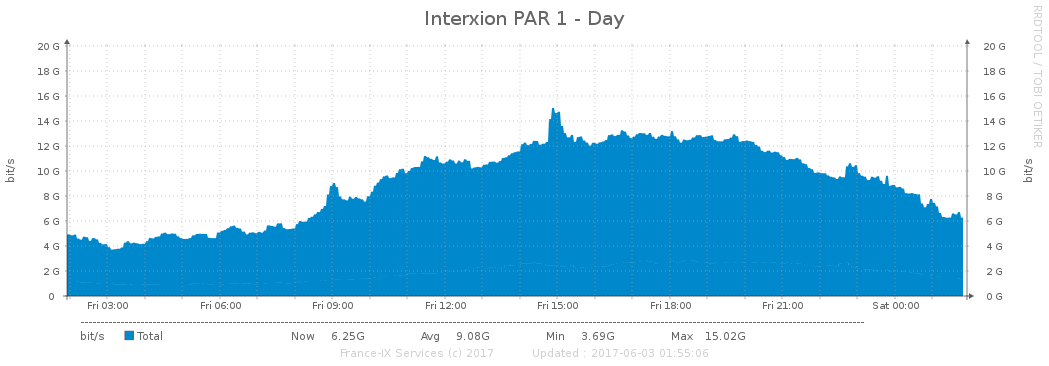 Interxion PAR 1 - Day
RRDTOOL / TOBI OETIKER
bit/s
bit/s
20 G 20 G
18 G 18 G
16 G 16 G
14 G 14 G
12 G 12 G
10 G 10 G
8 G 8 G
6 G 6 G
4 G 4 G
2 G 2 G
0 0 G
Fri 03:00 Fri 06:00 Fri 09:00 Fri 12:00 Fri 15:00 Fri 18:00 Fri 21:00 Sat 00:00
bit/s Total Now 6.25G Avg 9.08G Min 3.69G Max 15.02G
France-IX Services (c) 2017 Updated : 2017-06-03 01:55:06